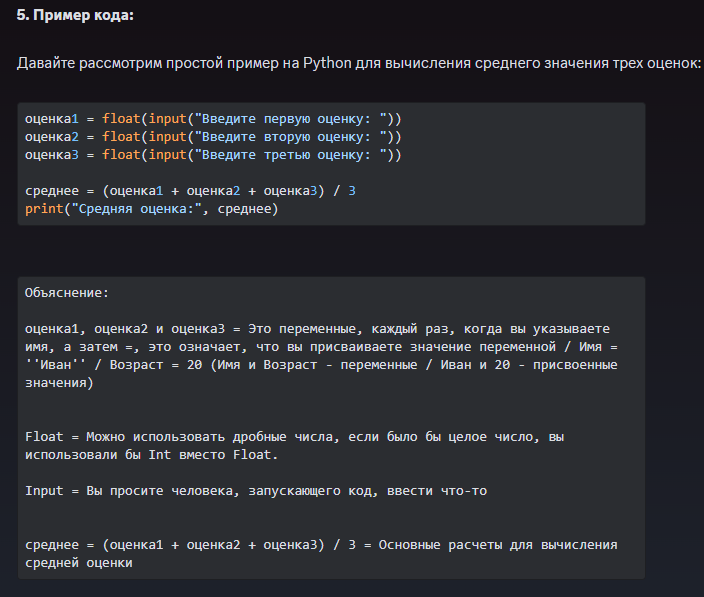 5. Пример кода:
Давайте рассмотрим простой пример на Python для вычисления среднего значения трех оценок:
оценка1 = float(input("Введите первую оценку: "))
оценка2 = float(input("Введите вторую оценку: "))
оценка3 = float(input("Введите третью оценку: "))
среднее = (оценка1 + оценка2 + оценка3) / 3
print("Средняя оценка:", среднее)
Объяснение:
оценка1, оценка2 и оценка3 = Это переменные, каждый раз, когда вы указываете
имя, а затем =, это означает, что вы присваиваете значение переменной / Имя =
''Иван'' / Возраст = 20 (Имя и Возраст - переменные / Иван и 20 - присвоенные
значения)
Float = Можно использовать дробные числа, если было бы целое число, вы
использовали бы Int вместо Float.
Input = Вы просите человека, запускающего код, ввести что-то
среднее = (оценка1 + оценка2 + оценка3) / 3 = Основные расчеты для вычисления
средней оценки